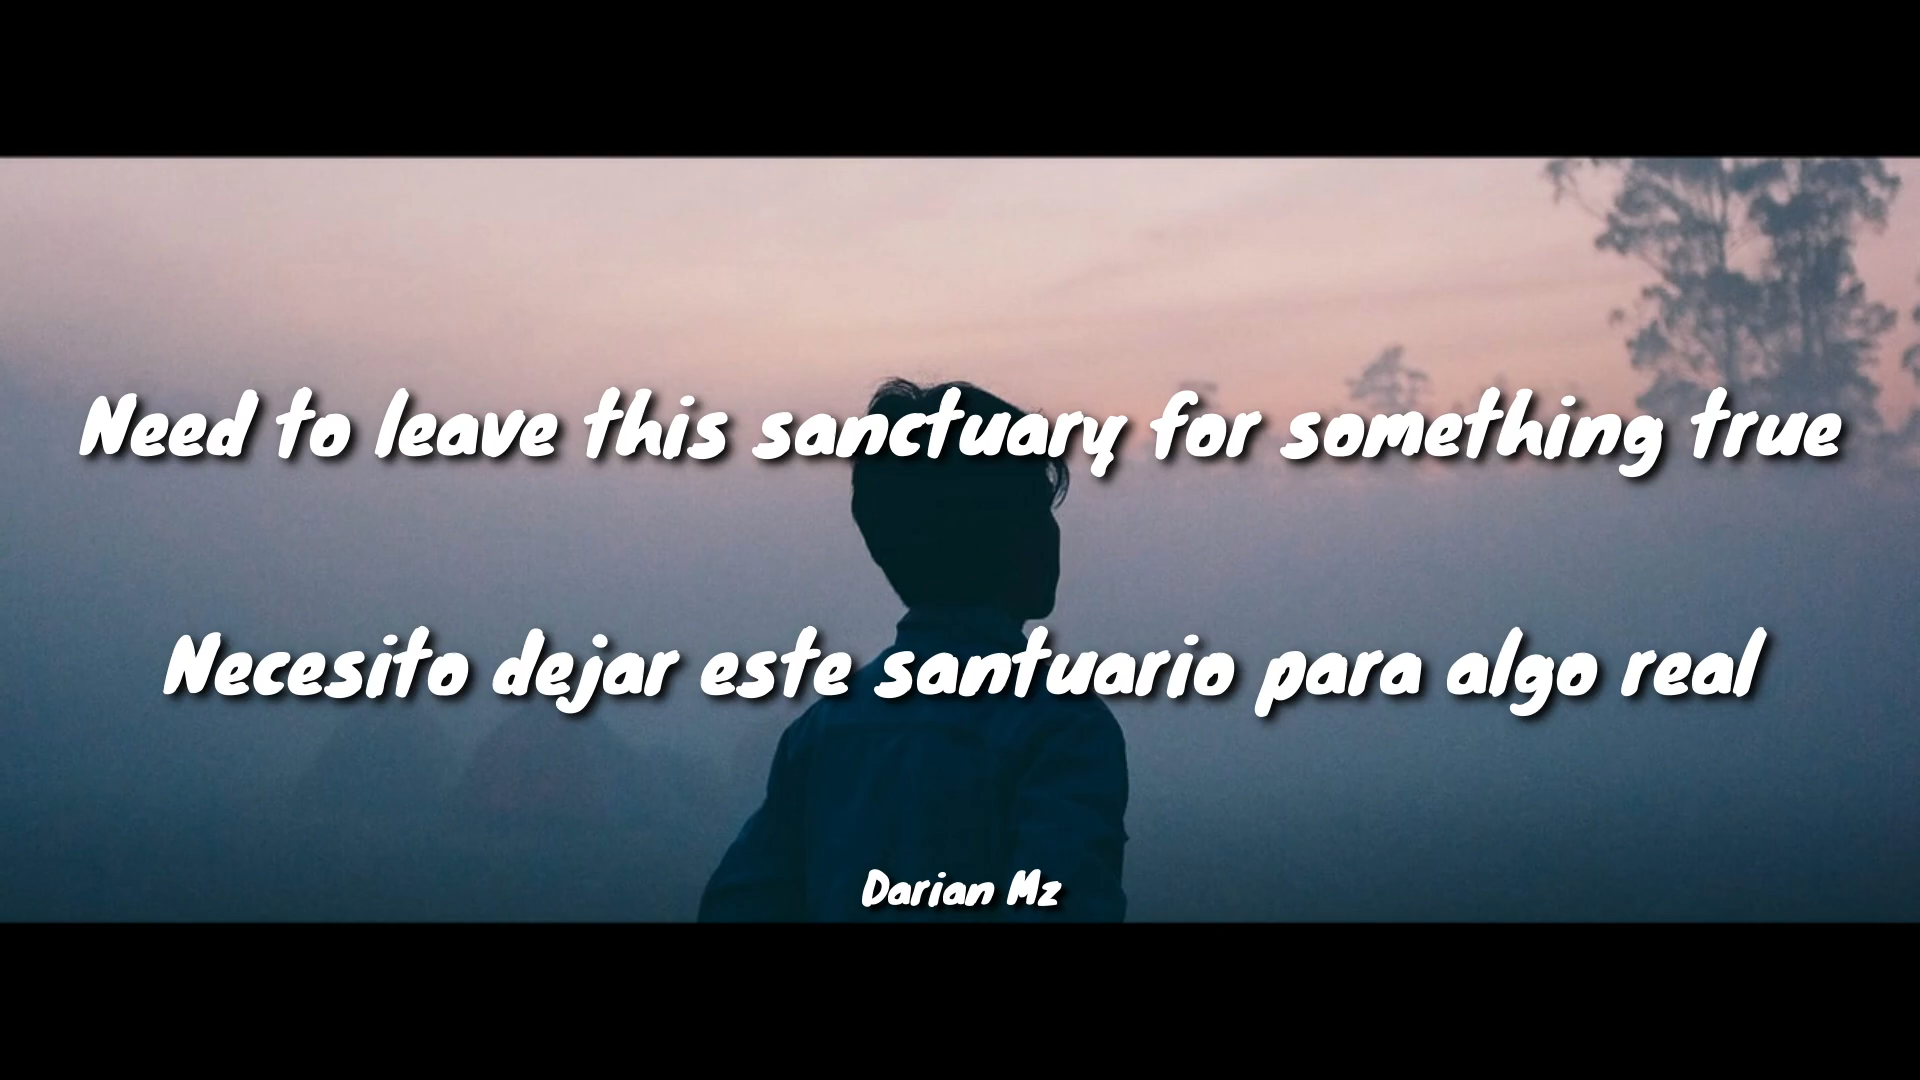 Need to leave this sanctuary for something true
Necesito dejar este santuario para algo real
Darian Mz